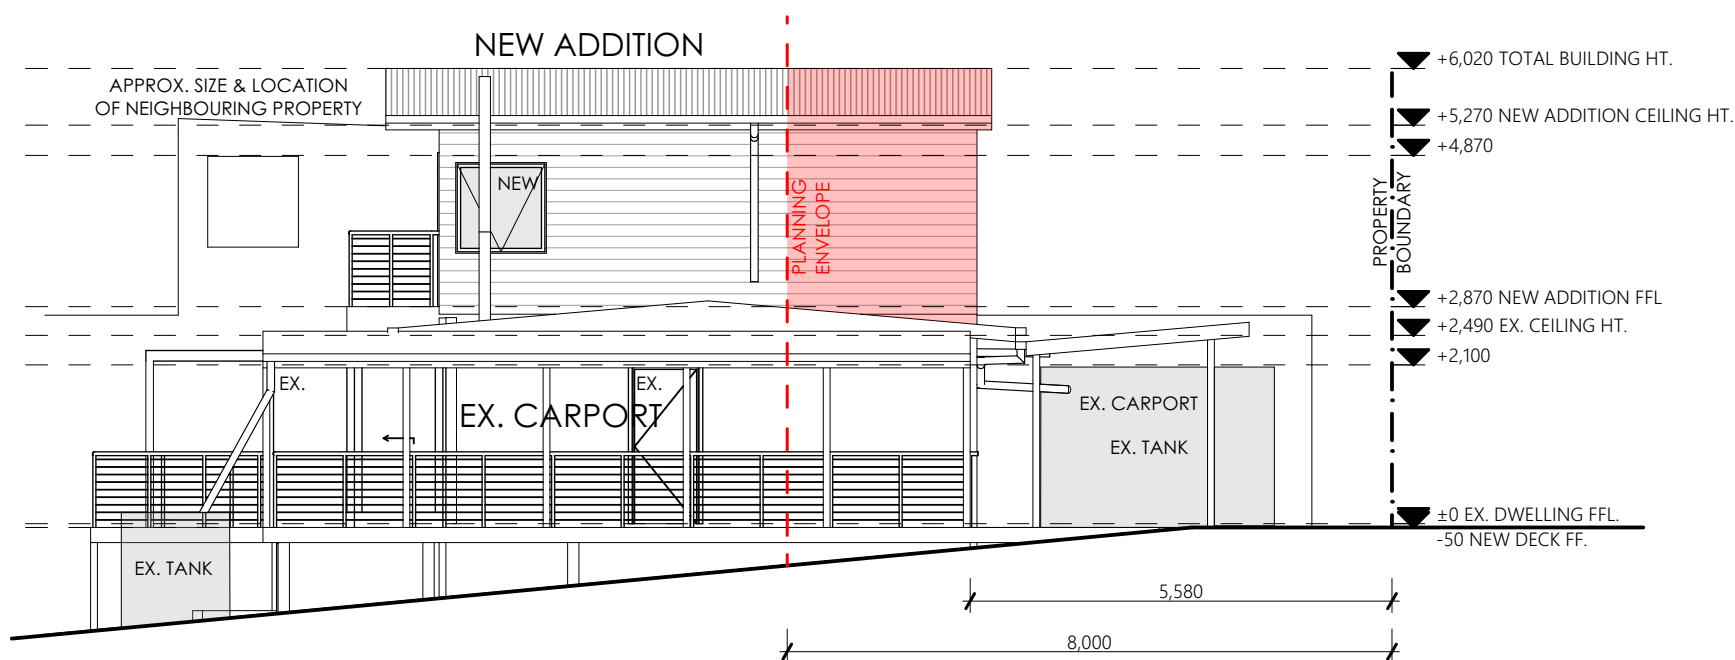 NEW ADDITION
APPROX. SIZE & LOCATION
OF NEIGHBOURING PROPERTY
+6,020 TOTAL BUILDING HT.
+5,270 NEW ADDITION CEILING HT.
+4,870
NEW
PLANNING
ENVELOPE
PROPERTY
BOUNDARY
+2,870 NEW ADDITION FFL
+2,490 EX. CEILING HT.
+2,100
EX.
EX.
EX. CARPORT
EX. CARPORT
EX. TANK
±0 EX. DWELLING FFL.
-50 NEW DECK FF.
EX. TANK
5,580
8,000